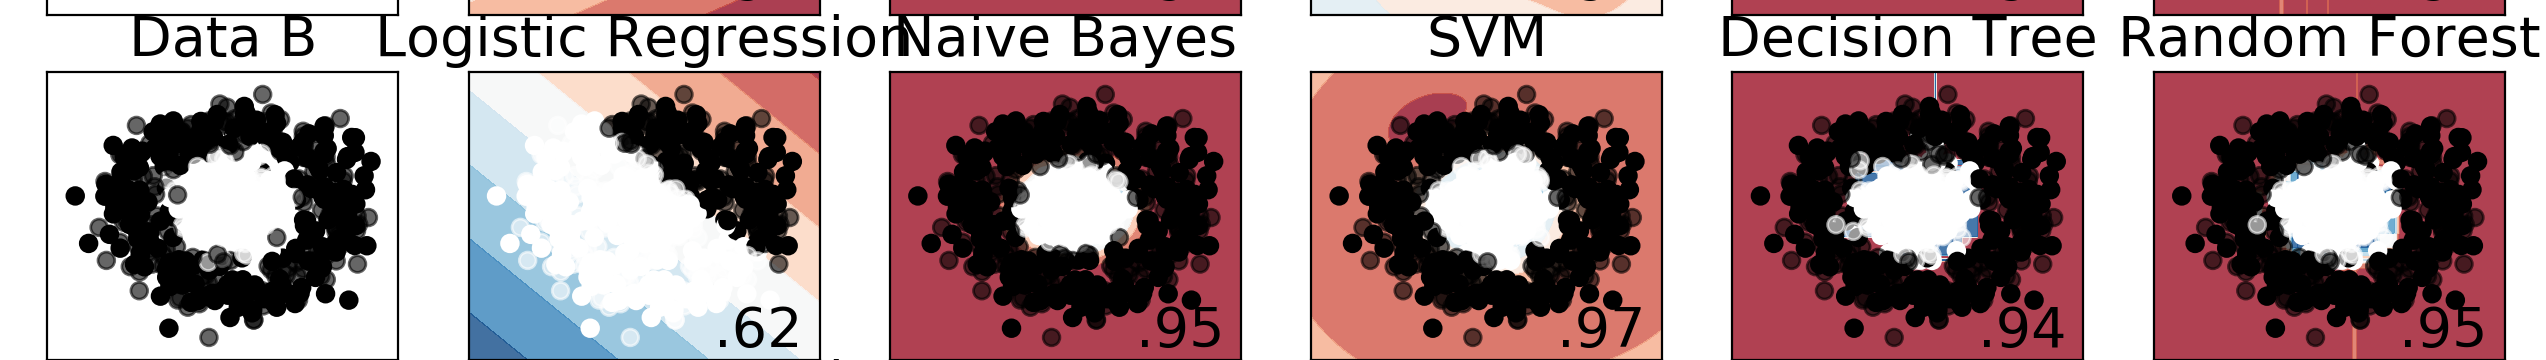 Data B
Logistic Regression
Naive Bayes
SVM
Decision Tree
Random Forest
.62
.95
.97
.94
.95